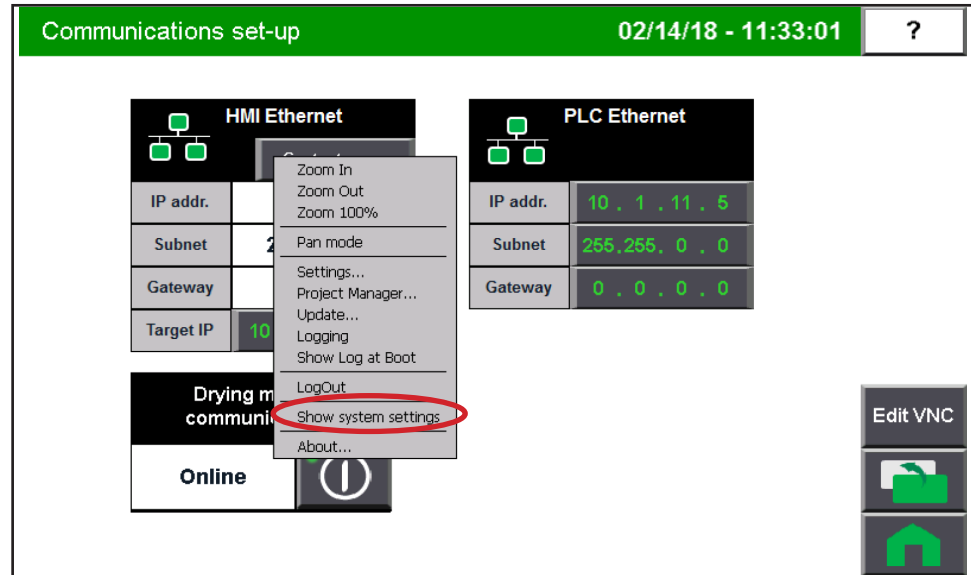 Communications set-up
02/14/18 - 11:33:01
?
HMI Ethernet
IP addr.
Subnet
Gateway
Target IP
10
Zoom In
Zoom Out
Zoom 100%
Pan mode
Settings...
Project Manager...
Update...
Logging
Show Log at Boot
LogOut
Show system settings
About...
PLC Ethernet
IP addr.
10 . 1 . 11 . 5
Subnet
255.255. 0 . 0
Gateway
0 . 0 . 0 . 0
Drying
Online
Edit VNC